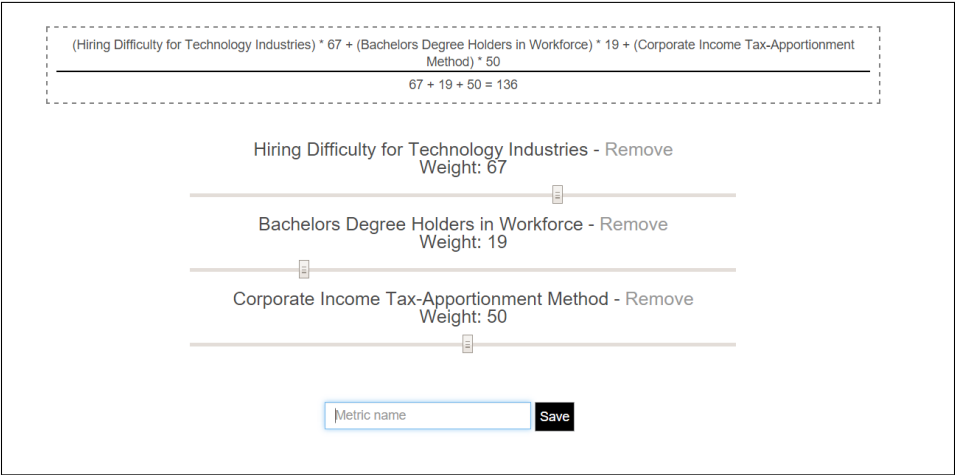 (Hiring Difficulty for Technology Industries) * 67 + (Bachelors Degree Holders in Workforce) * 19 + (Corporate Income Tax-Apportionment
Method) * 50
67 + 19 + 50 = 136
Hiring Difficulty for Technology Industries - Remove
Weight: 67
Bachelors Degree Holders in Workforce - Remove
Weight: 19
Corporate Income Tax-Apportionment Method - Remove
Weight: 50
Metric name Save